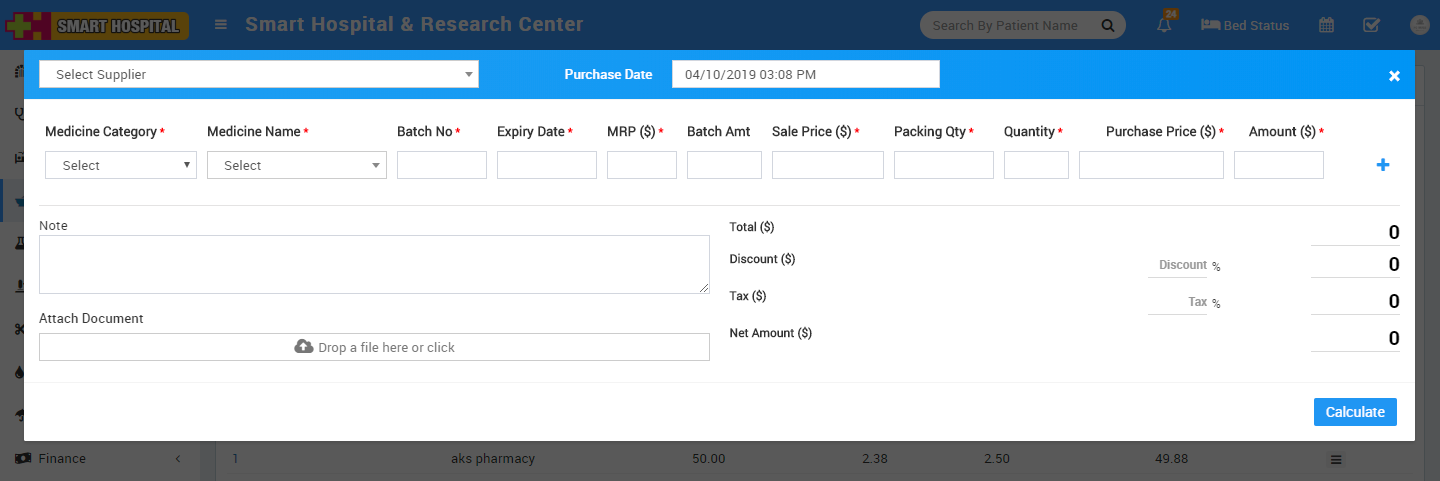 SMART HOSPITAL
Smart Hospital & Research Center
Search By Patient Name
24
Bed Status
Select Supplier
Purchase Date
04/10/2019 03:08 PM
×
Medicine Category * Medicine Name * Batch No * Expiry Date * MRP ($) * Batch Amt Sale Price ($) * Packing Qty * Quantity * Purchase Price ($) * Amount ($) *
Select Select
Note
Total ($) 0
Discount ($) Discount % 0
Tax ($) Tax % 0
Attach Document
Net Amount ($) 0
Drop a file here or click
Calculate
Finance
1 aks pharmacy 50.00 2.38 2.50 49.88